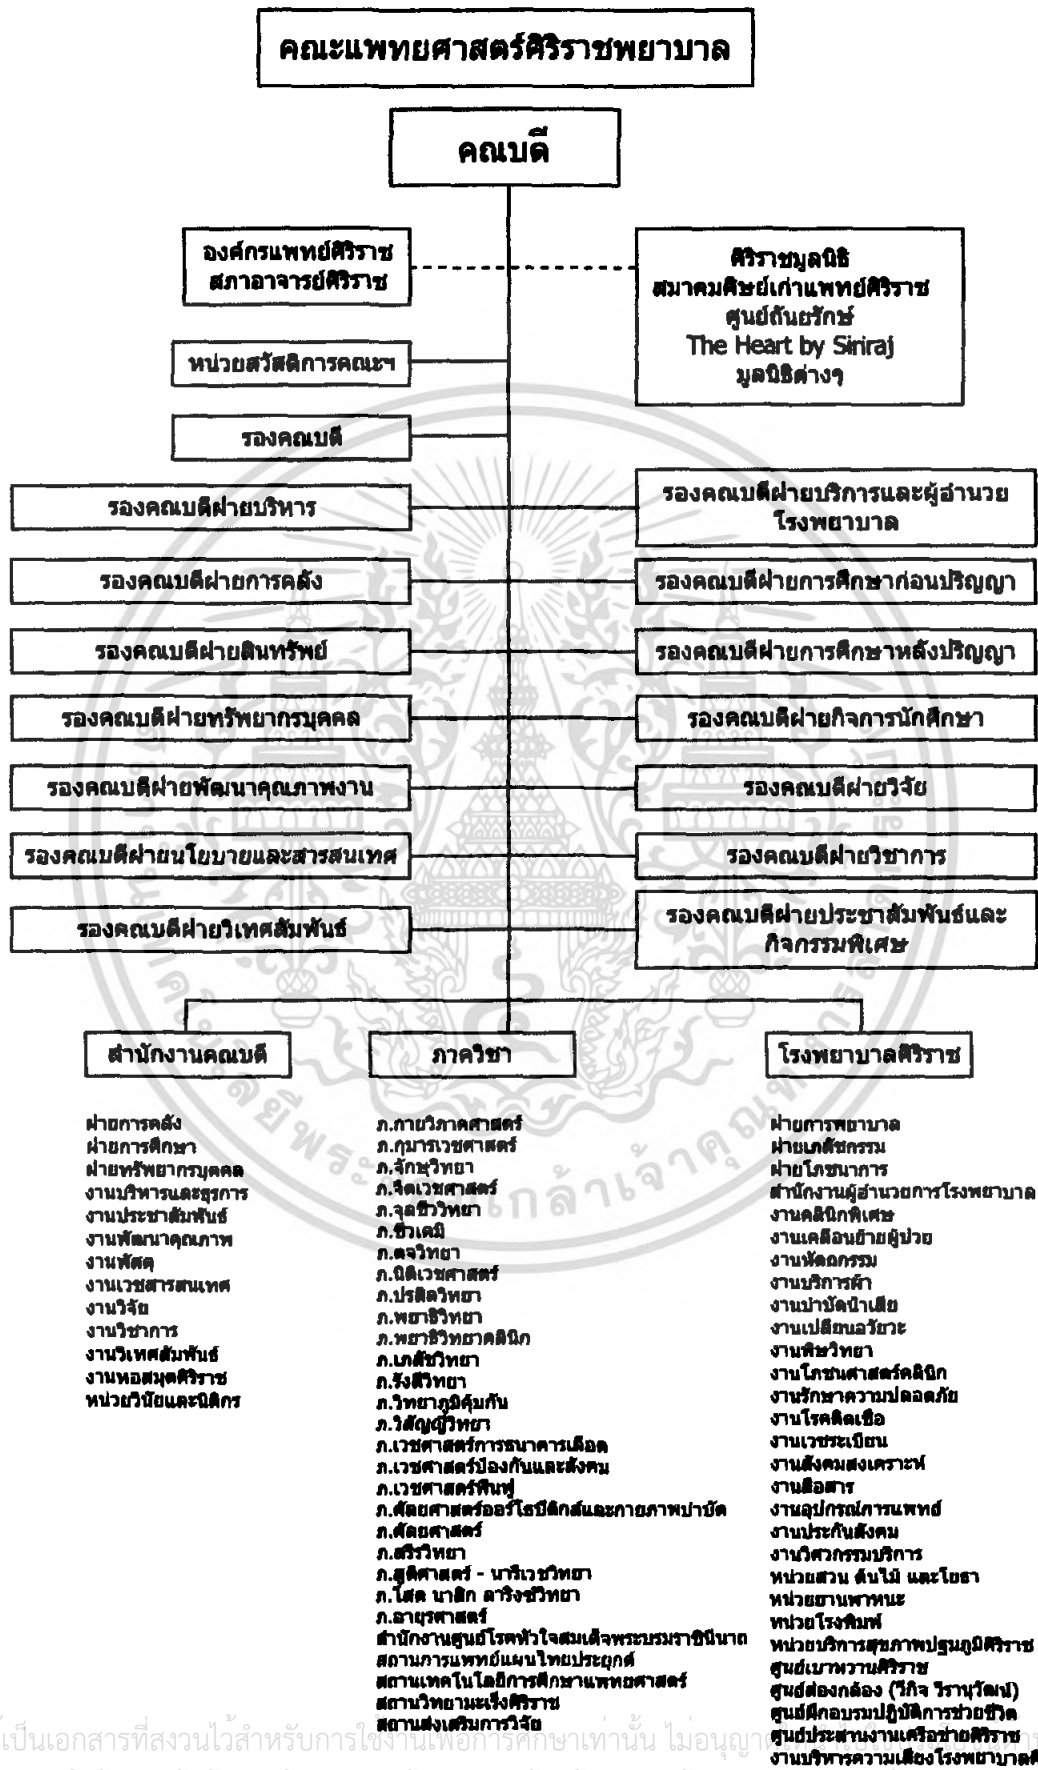 คณะแพทยศาสตร์ศิริราชพยาบาล
คณบดี
องค์กรแพทย์ศิริราช
สภาอาจารย์ศิริราช
ศิริราชมูลนิธิ
สมาคมศิษย์เก่าแพทย์ศิริราช
ศูนย์ถันยรักษ์
The Heart by Siriraj
มูลนิธิต่างๆ
หน่วยสวัสดิการคณะฯ
รองคณบดี
รองคณบดีฝ่ายบริหาร
รองคณบดีฝ่ายบริการและผู้อำนวย
โรงพยาบาล
รองคณบดีฝ่ายการคลัง
รองคณบดีฝ่ายการศึกษาก่อนปริญญา
รองคณบดีฝ่ายสินทรัพย์
รองคณบดีฝ่ายการศึกษาหลังปริญญา
รองคณบดีฝ่ายทรัพยากรบุคคล
รองคณบดีฝ่ายกิจการนักศึกษา
รองคณบดีฝ่ายพัฒนาคุณภาพงาน
รองคณบดีฝ่ายวิจัย
รองคณบดีฝ่ายนโยบายและสารสนเทศ
รองคณบดีฝ่ายวิชาการ
รองคณบดีฝ่ายวิเทศสัมพันธ์
รองคณบดีฝ่ายประชาสัมพันธ์และ
กิจกรรมพิเศษ
สำนักงานคณบดี
ฝ่ายการคลัง
ฝ่ายการศึกษา
ฝ่ายทรัพยากรบุคคล
งานบริหารและธุรการ
งานประชาสัมพันธ์
งานพัฒนาคุณภาพ
งานพัสดุ
งานเวชสารสนเทศ
งานวิจัย
งานวิชาการ
งานวิเทศสัมพันธ์
งานหอสมุดศิริราช
หน่วยวินัยและนิติกร
ภาควิชา
ภ.กายวิภาคศาสตร์
ภ.กุมารเวชศาสตร์
ภ.จักษุวิทยา
ภ.จิตเวชศาสตร์
ภ.จุลชีววิทยา
ภ.ชีวเคมี
ภ.ตจวิทยา
ภ.นิติเวชศาสตร์
ภ.ปรสิตวิทยา
ภ.พยาธิวิทยา
ภ.พยาธิวิทยาคลินิก
ภ.เภสัชวิทยา
ภ.รังสีวิทยา
ภ.วิทยาภูมิคุ้มกัน
ภ.วิสัญญีวิทยา
ภ.เวชศาสตร์การธนาคารเลือด
ภ.เวชศาสตร์ป้องกันและสังคม
ภ.เวชศาสตร์ฟื้นฟู
ภ.ศัลยศาสตร์ออร์โธปิดิกส์และกายภาพบำบัด
ภ.ศัลยศาสตร์
ภ.สรีรวิทยา
ภ.สูติศาสตร์ - นารีเวชวิทยา
ภ.โสต นาสิก ลาริงซ์วิทยา
ภ.อายุรศาสตร์
สำนักงานศูนย์โรคหัวใจสมเด็จพระบรมราชินีนาถ
สถานการแพทย์แผนไทยประยุกต์
สถานเทคโนโลยีการศึกษาแพทยศาสตร์
สถานวิทยามะเร็งศิริราช
สถานส่งเสริมการวิจัย
โรงพยาบาลศิริราช
ฝ่ายการพยาบาล
ฝ่ายเภสัชกรรม
ฝ่ายโภชนาการ
สำนักงานผู้อำนวยการโรงพยาบาล
งานคลินิกพิเศษ
งานเคลื่อนย้ายผู้ป่วย
งานหัตถกรรม
งานบริการผ้า
งานบำบัดน้ำเสีย
งานเปลี่ยนอวัยวะ
งานพิษวิทยา
งานโภชนศาสตร์คลินิก
งานรักษาความปลอดภัย
งานโรคติดเชื้อ
งานเวชระเบียน
งานสังคมสงเคราะห์
งานสื่อสาร
งานอุปกรณ์การแพทย์
งานประกันสังคม
งานวิศวกรรมบริการ
หน่วยสวน ต้นไม้ และโยธา
หน่วยยานพาหนะ
หน่วยโรงพิมพ์
หน่วยบริการสุขภาพปฐมภูมิศิริราช
ศูนย์เบาหวานศิริราช
ศูนย์ส่องกล้อง (วีกิจ วีรานุวัฒน์)
ศูนย์ฝึกอบรมปฏิบัติการช่วยชีวิต
ศูนย์ประสานงานเครือข่ายศิริราช
งานบริหารความเสี่ยงโรงพยาบาลศิ
เป็นเอกสารที่สงวนไว้สำหรับการใช้งานเพื่อการศึกษาเท่านั้น ไม่อนุญา